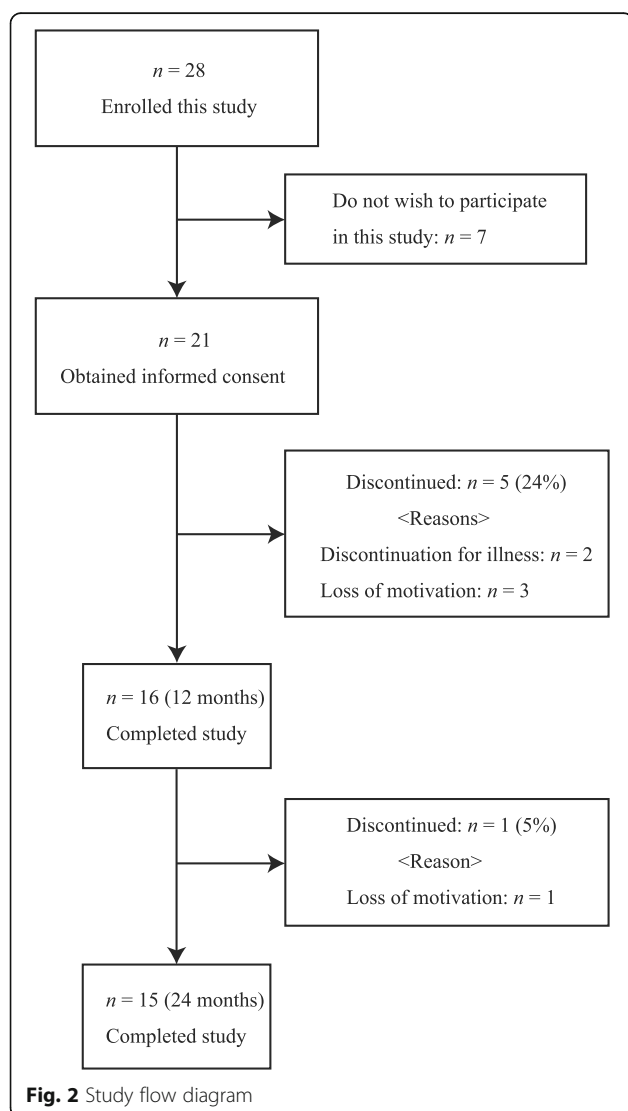 n = 28
Enrolled this study
Do not wish to participate
in this study: n = 7
n = 21
Obtained informed consent
Discontinued: n = 5 (24%)
<Reasons>
Discontinuation for illness: n = 2
Loss of motivation: n = 3
n = 16 (12 months)
Completed study
Discontinued: n = 1 (5%)
<Reason>
Loss of motivation: n = 1
n = 15 (24 months)
Completed study
Fig. 2 Study flow diagram